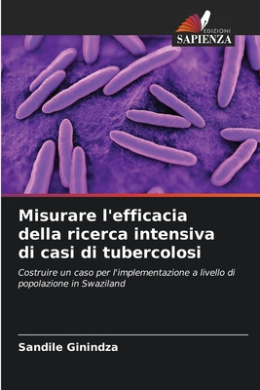 EDIZIONI
SAPIENZA
Misurare l'efficacia
della ricerca intensiva
di casi di tubercolosi
Costruire un caso per l'implementazione a livello di
popolazione in Swaziland
Sandile Ginindza